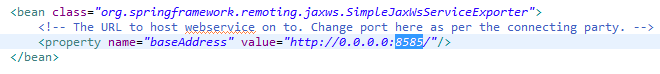 <bean class="org.springframework.remoting.jaxws.SimpleJaxWsServiceExporter">
<!-- The URL to host webservice on to. Change port here as per the connecting party. -->
<property name="baseAddress" value="http://0.0.0.0:8585/"/>
</bean>